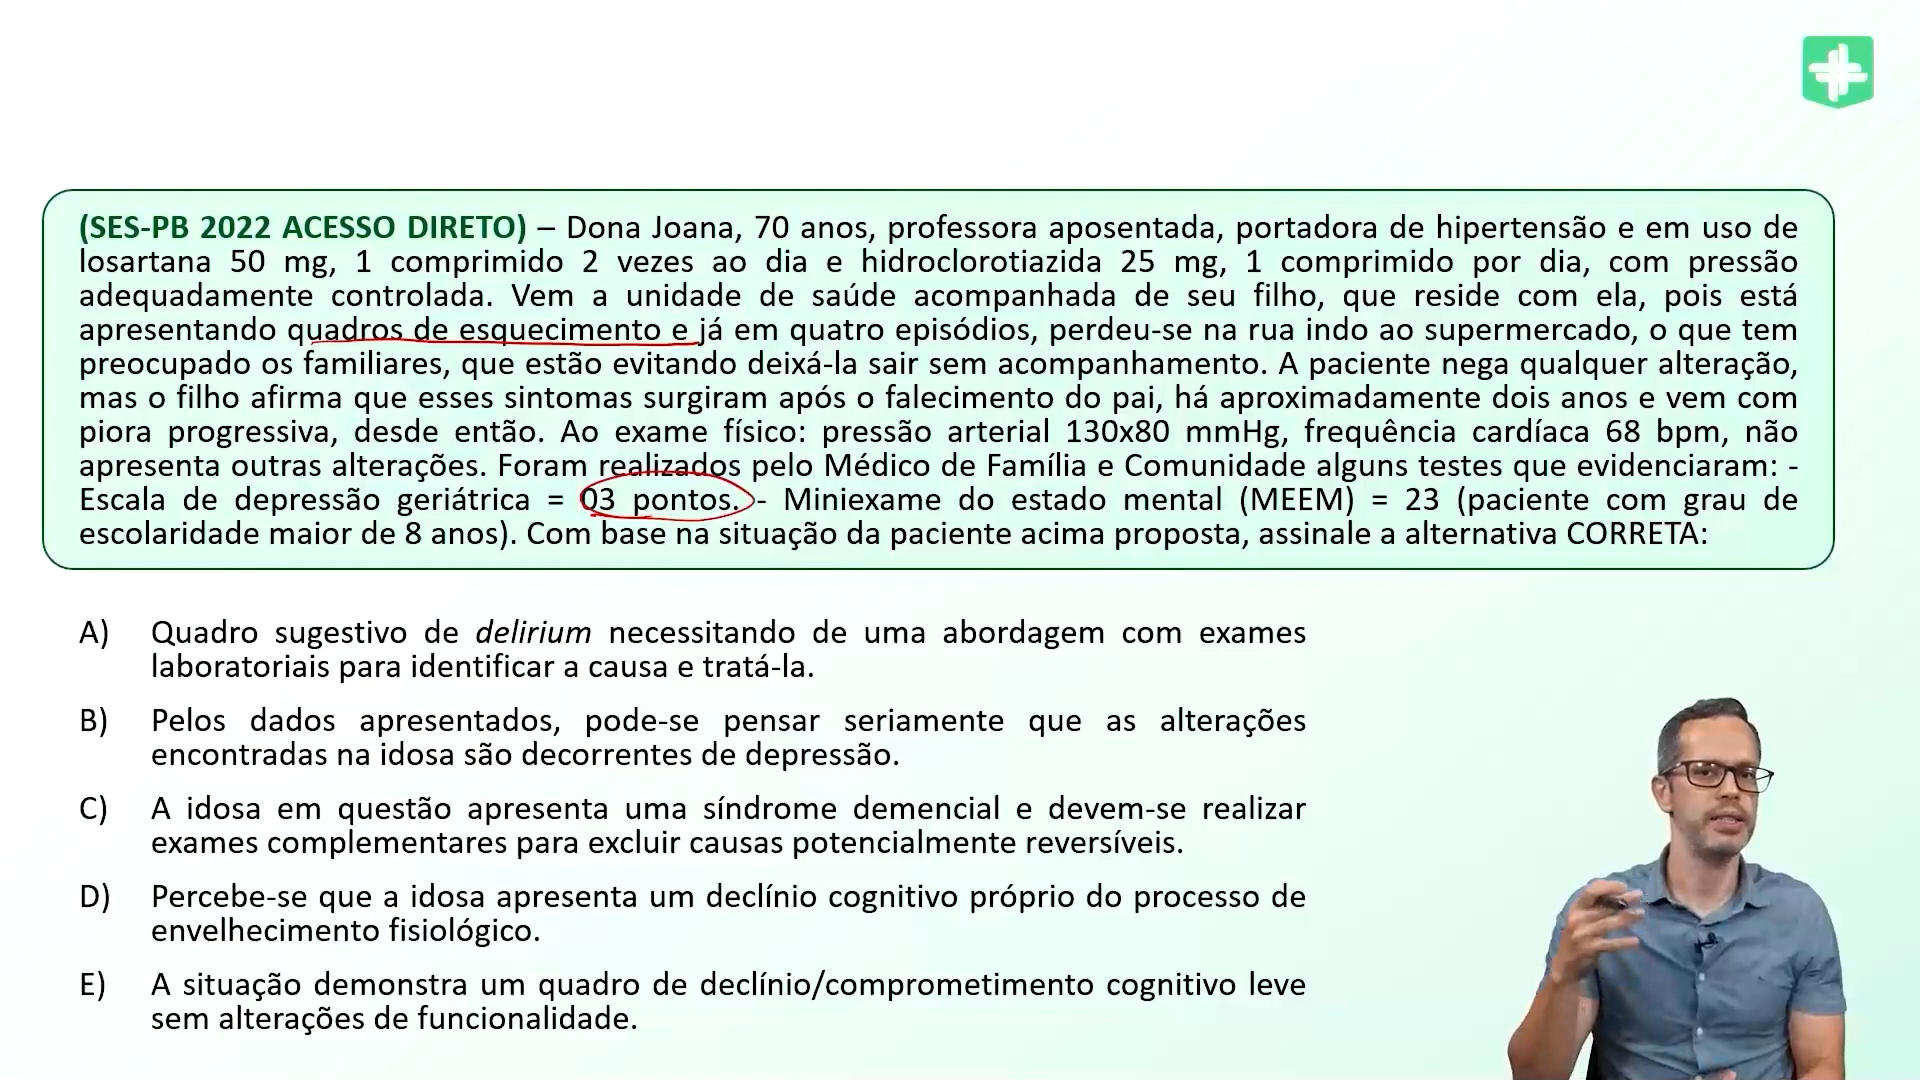 (SES-PB 2022 ACESSO DIRETO) – Dona Joana, 70 anos, professora aposentada, portadora de hipertensão e em uso de
losartana 50 mg, 1 comprimido 2 vezes ao dia e hidroclorotiazida 25 mg, 1 comprimido por dia, com pressão
adequadamente controlada. Vem a unidade de saúde acompanhada de seu filho, que reside com ela, pois está
apresentando quadros de esquecimento e já em quatro episódios, perdeu-se na rua indo ao supermercado, o que tem
preocupado os familiares, que estão evitando deixá-la sair sem acompanhamento. A paciente nega qualquer alteração,
mas o filho afirma que esses sintomas surgiram após o falecimento do pai, há aproximadamente dois anos e vem com
piora progressiva, desde então. Ao exame físico: pressão arterial 130x80 mmHg, frequência cardíaca 68 bpm, não
apresenta outras alterações. Foram realizados pelo Médico de Família e Comunidade alguns testes que evidenciaram: -
Escala de depressão geriátrica = 03 pontos. - Miniexame do estado mental (MEEM) = 23 (paciente com grau de
escolaridade maior de 8 anos). Com base na situação da paciente acima proposta, assinale a alternativa CORRETA:
A) Quadro sugestivo de delirium necessitando de uma abordagem com exames
laboratoriais para identificar a causa e tratá-la.
B) Pelos dados apresentados, pode-se pensar seriamente que as alterações
encontradas na idosa são decorrentes de depressão.
C) A idosa em questão apresenta uma síndrome demencial e devem-se realizar
exames complementares para excluir causas potencialmente reversíveis.
D) Percebe-se que a idosa apresenta um declínio cognitivo próprio do processo de
envelhecimento fisiológico.
E) A situação demonstra um quadro de declínio/comprometimento cognitivo leve
sem alterações de funcionalidade.